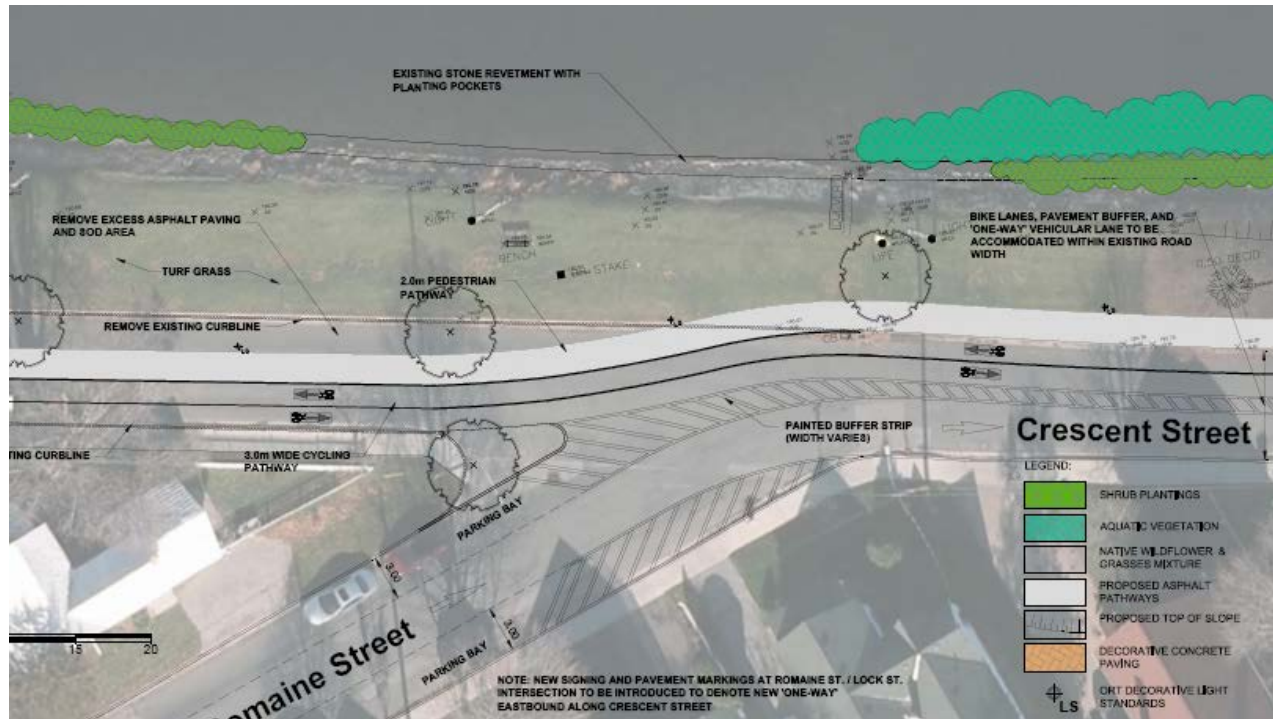 EXISTING STONE REVETMENT WITH
PLANTING POCKETS
REMOVE EXCESS ASPHALT PAVING
AND SOD AREA
TURF GRASS
BENCH
STAKE
2.0m PEDESTRIAN
PATHWAY
LIFE
BIKE LANES, PAVEMENT BUFFER, AND
'ONE-WAY' VEHICULAR LANE TO BE
ACCOMMODATED WITHIN EXISTING ROAD
WIDTH
REMOVE EXISTING CURBLINE
LS
LS
LS
TING CURBLINE
3.0m WIDE CYCLING
PATHWAY
PAINTED BUFFER STRIP
(WIDTH VARIES)
Crescent Street
PARKING BAY
3.00
3.00
PARKING BAY
omaine Street
15
20
NOTE: NEW SIGNING AND PAVEMENT MARKINGS AT ROMAINE ST. / LOCK ST.
INTERSECTION TO BE INTRODUCED TO DENOTE NEW 'ONE-WAY'
EASTBOUND ALONG CRESCENT STREET
LEGEND:
SHRUB PLANTINGS
AQUATIC VEGETATION
NATIVE WILDFLOWER &
GRASSES MIXTURE
PROPOSED ASPHALT
PATHWAYS
PROPOSED TOP OF SLOPE
DECORATIVE CONCRETE
PAVING
LS
ORT DECORATIVE LIGHT
STANDARDS